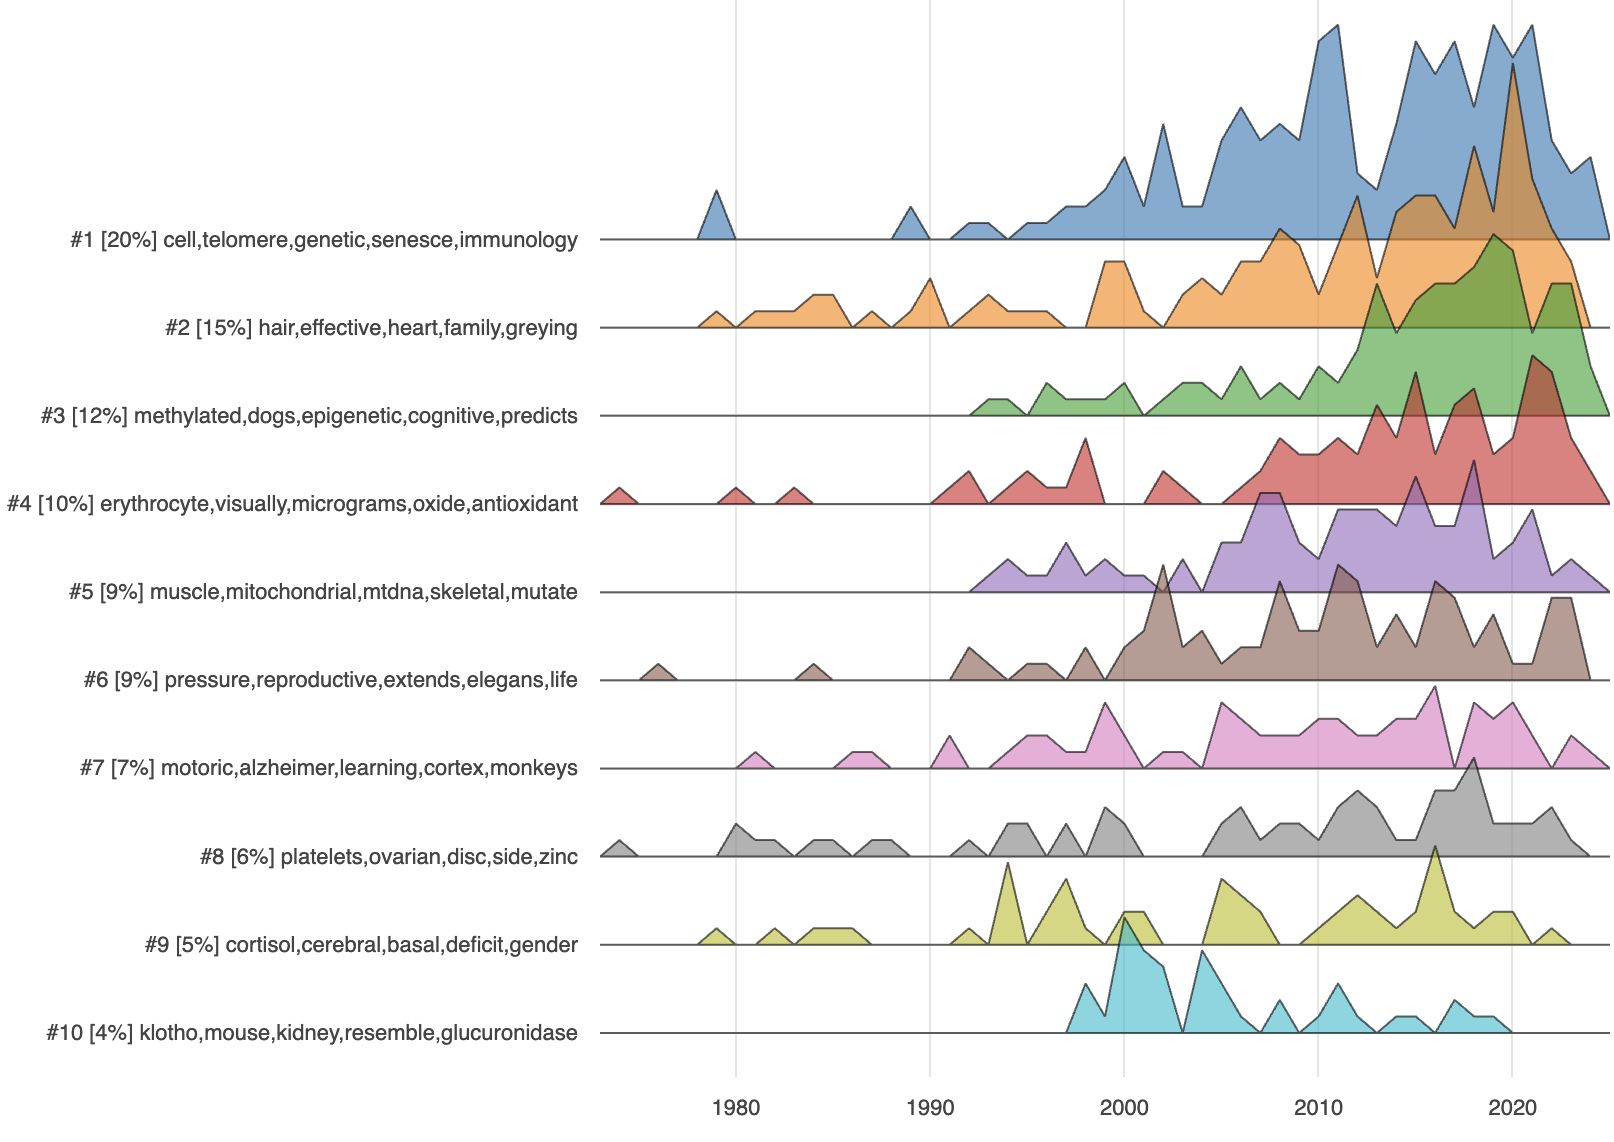 #1 [20%] cell,telomere,genetic,senesce,immunology
#2 [15%] hair,effective,heart,family,greying
#3 [12%] methylated,dogs,epigenetic,cognitive,predicts
#4 [10%] erythrocyte,visually,micrograms,oxide,antioxidant
#5 [9%] muscle,mitochondrial,mtdna,skeletal,mutate
#6 [9%] pressure,reproductive,extends,elegans,life
#7 [7%] motoric,alzheimer,learning,cortex,monkeys
#8 [6%] platelets,ovarian,disc,side,zinc
#9 [5%] cortisol,cerebral,basal,deficit,gender
#10 [4%] klotho,mouse,kidney,resemble,glucuronidase
1980 1990 2000 2010 2020